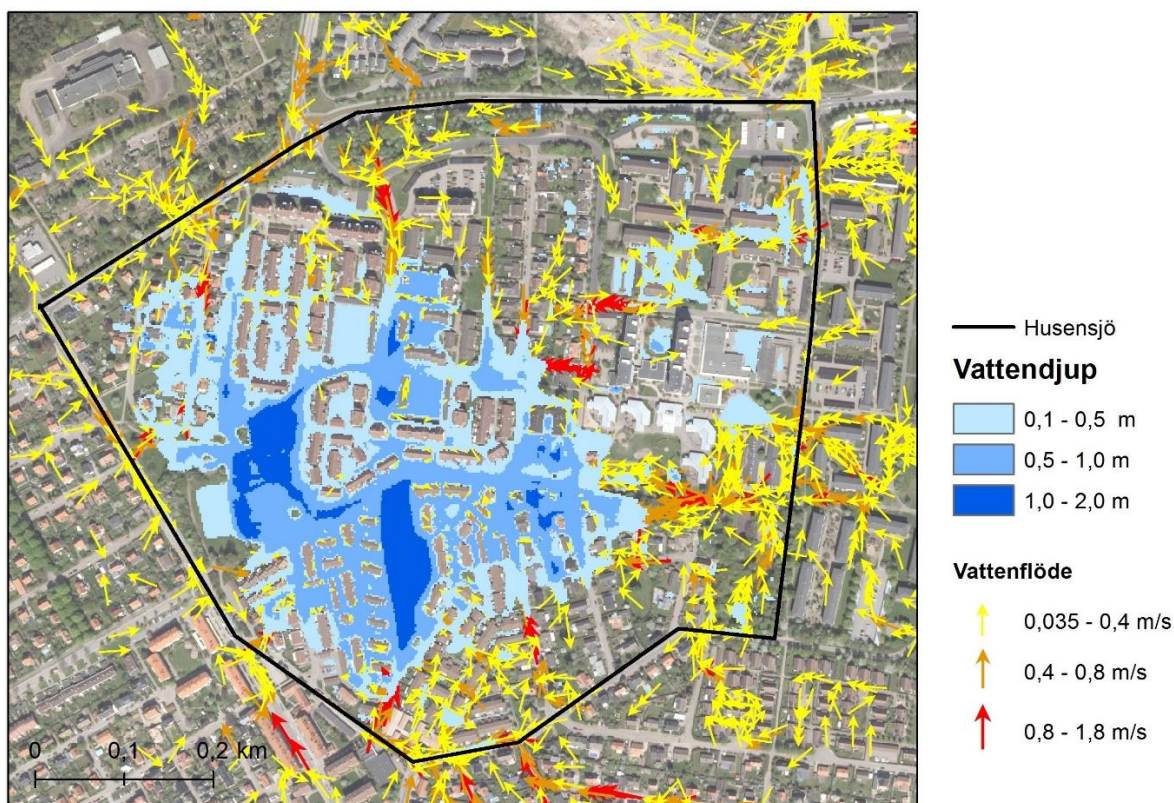 Husensjö
Vattendjup
0,1 - 0,5 m
0,5 - 1,0 m
1,0 - 2,0 m
Vattenflöde
0,035 - 0,4 m/s
0,4 - 0,8 m/s
0,8 - 1,8 m/s
0 0,1 0,2 km